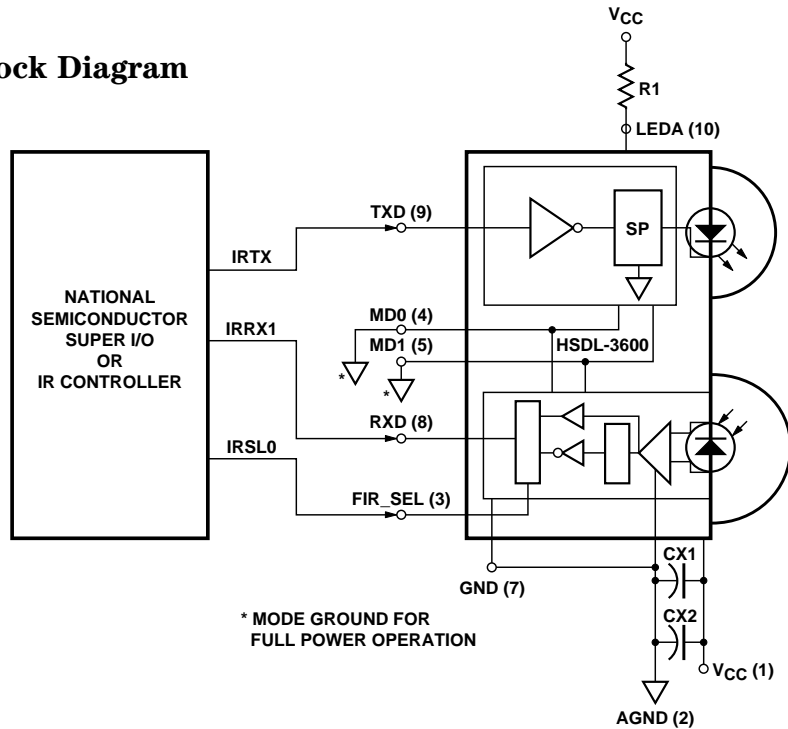 ock Diagram
VCC
R1
LEDA (10)
TXD (9)
SP
IRTX
NATIONAL
SEMICONDUCTOR
SUPER I/O
OR
IR CONTROLLER
MD0 (4)
IRRX1
MD1 (5)
HSDL-3600
*
*
RXD (8)
IRSL0
FIR_SEL (3)
CX1
GND (7)
* MODE GROUND FOR
FULL POWER OPERATION
CX2
VCC (1)
AGND (2)